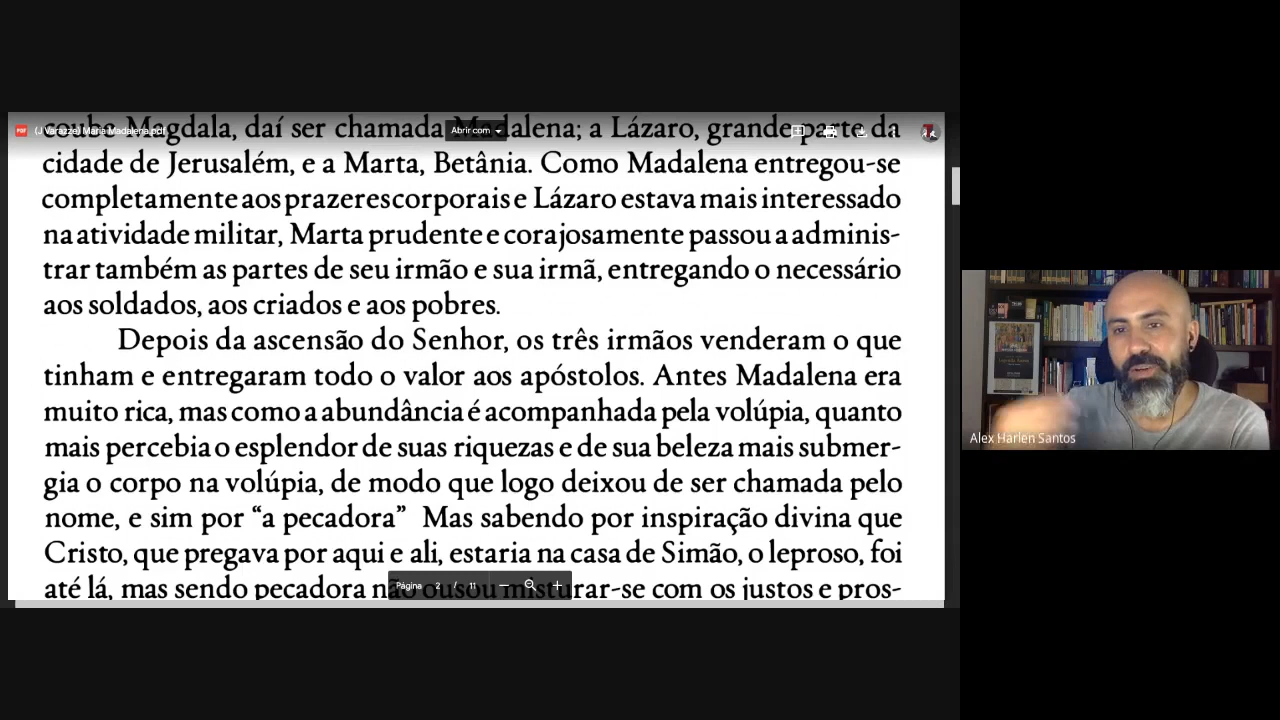 (J Varazze) Maria Madalena.pdf
Abrir com
coube Magdala, daí ser chamada Madalena; a Lázaro, grande parte da
cidade de Jerusalém, e a Marta, Betânia. Como Madalena entregou-se
completamente aos prazeres corporais e Lázaro estava mais interessado
na atividade militar, Marta prudente e corajosamente passou a adminis-
trar também as partes de seu irmão e sua irmã, entregando o necessário
aos soldados, aos criados e aos pobres.
Depois da ascensão do Senhor, os três irmãos venderam o que
tinham e entregaram todo o valor aos apóstolos. Antes Madalena era
muito rica, mas como a abundância é acompanhada pela volúpia, quanto
mais percebia o esplendor de suas riquezas e de sua beleza mais submer-
gia o corpo na volúpia, de modo que logo deixou de ser chamada pelo
nome, e sim por “a pecadora” Mas sabendo por inspiração divina que
Cristo, que pregava por aqui e ali, estaria na casa de Simão, o leproso, foi
até lá, mas sendo pecadora não ousou misturar-se com os justos e pros-
Página 2 / 11
Alex Harlen Santos